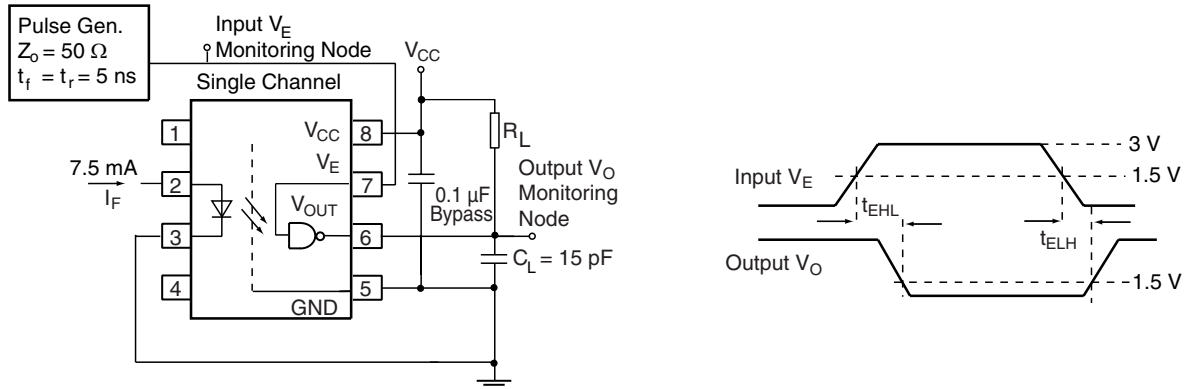 Pulse Gen.
Zo = 50 Ω
tf = tr = 5 ns
Input VE
Monitoring Node
VCC
Single Channel
1
2
3
4
VCC
8
VE
7
VOUT
6
5
GND
7.5 mA
IF
RL
0.1 µF
Bypass
Output VO
Monitoring
Node
CL = 15 pF
Input VE
3 V
1.5 V
tEHL
tELH
Output VO
1.5 V